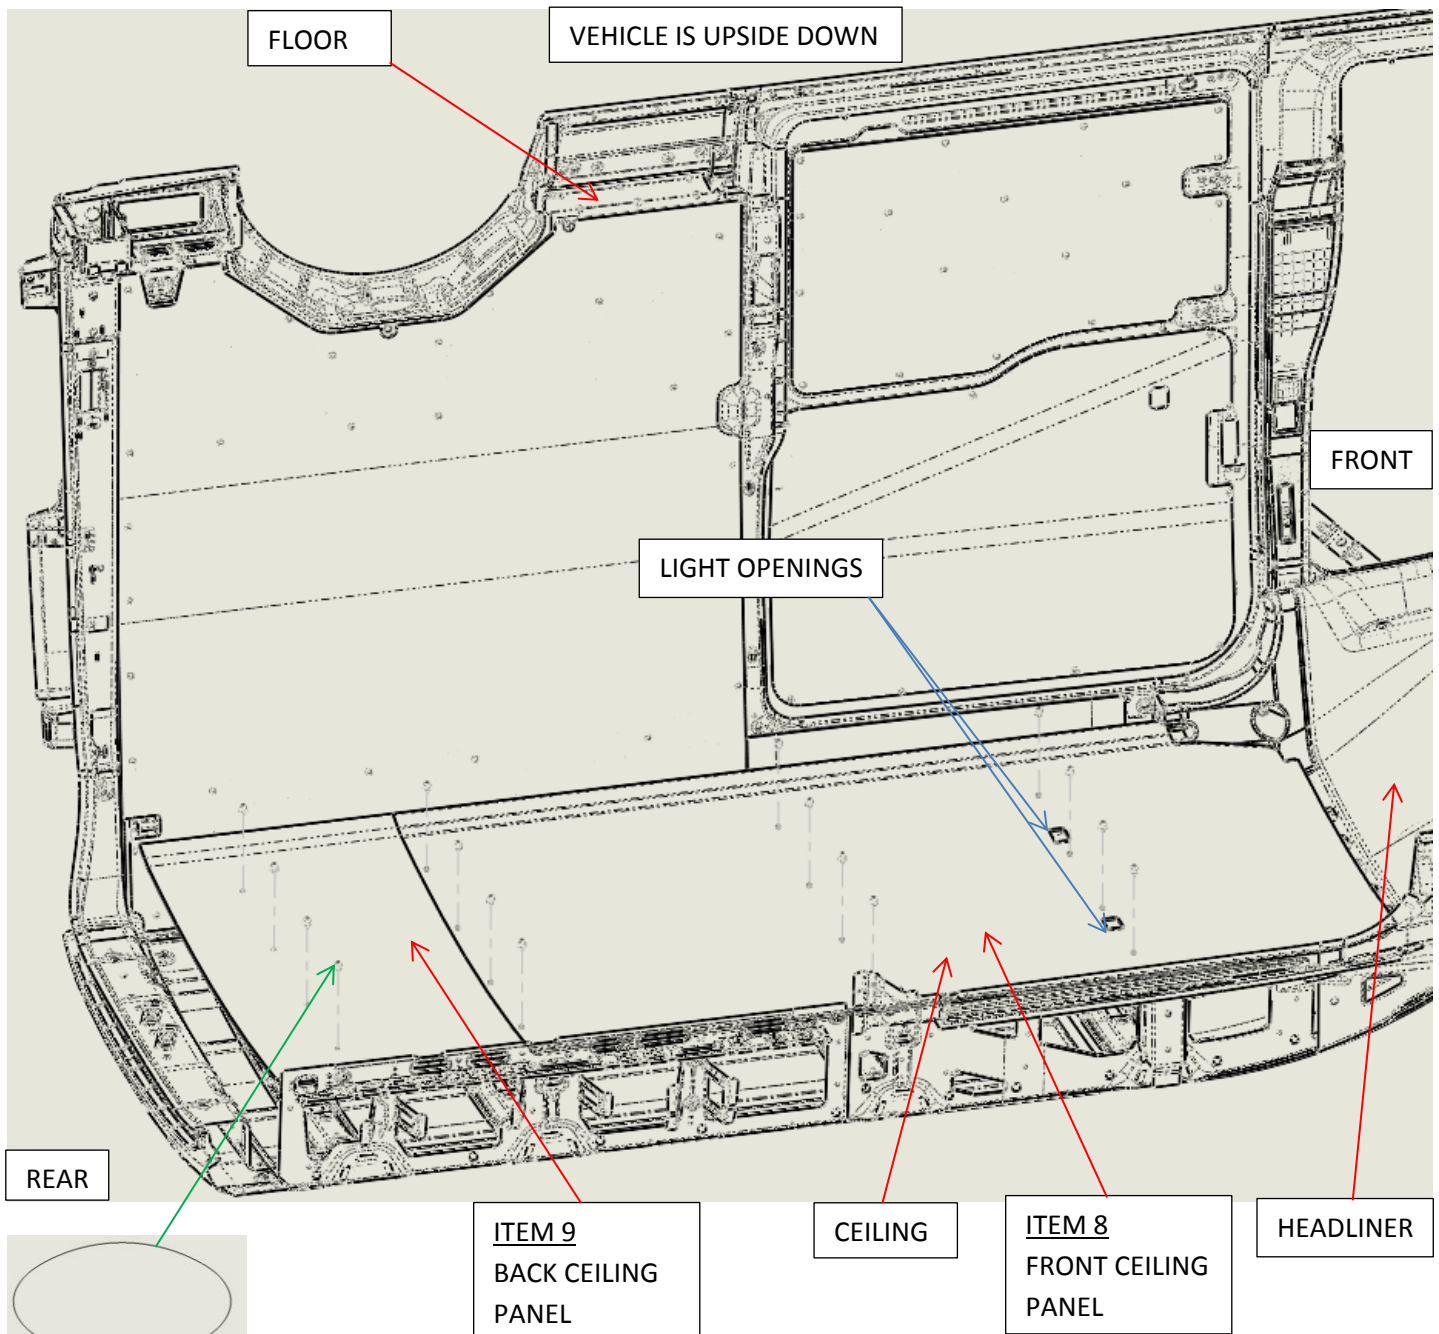 FLOOR
VEHICLE IS UPSIDE DOWN
FRONT
LIGHT OPENINGS
REAR
ITEM 9
BACK CEILING
PANEL
CEILING
ITEM 8
FRONT CEILING
PANEL
HEADLINER